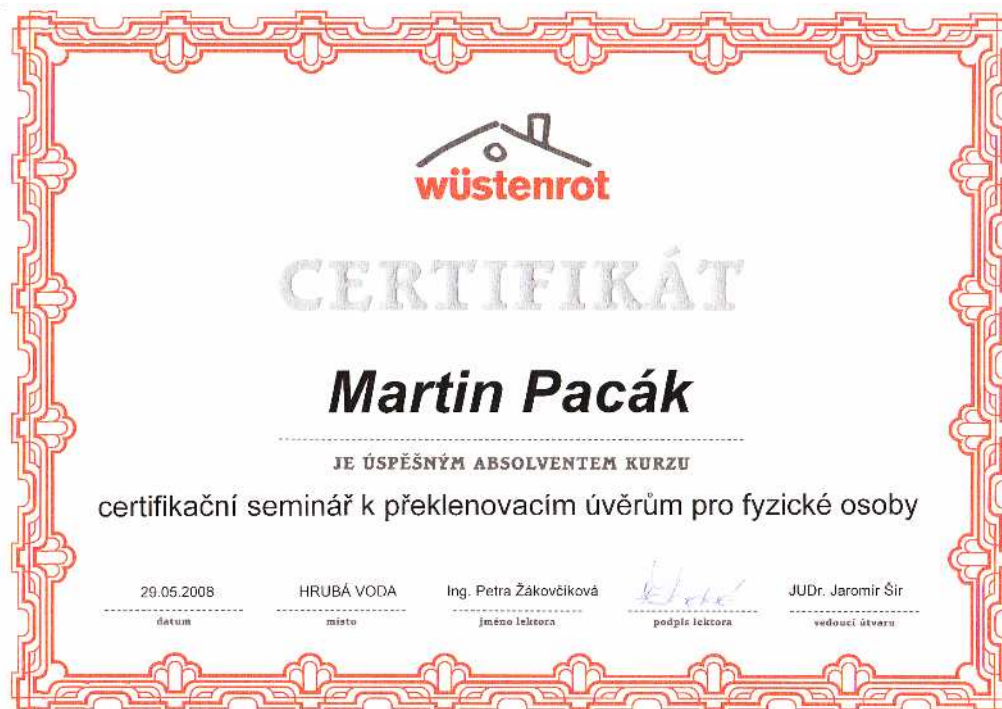 wüstenrot
CERTIFIKÁT
Martin Pacák
JE ÚSPĚŠNÝM ABSOLVENTEM KURZU
certifikační seminář k překlenovacím úvěrům pro fyzické osoby
29.05.2008 HRUBÁ VODA Ing. Petra Žákovčíková JUDr. Jaromír Šír
datum místo jméno lektora podpis lektora vedoucí útvaru